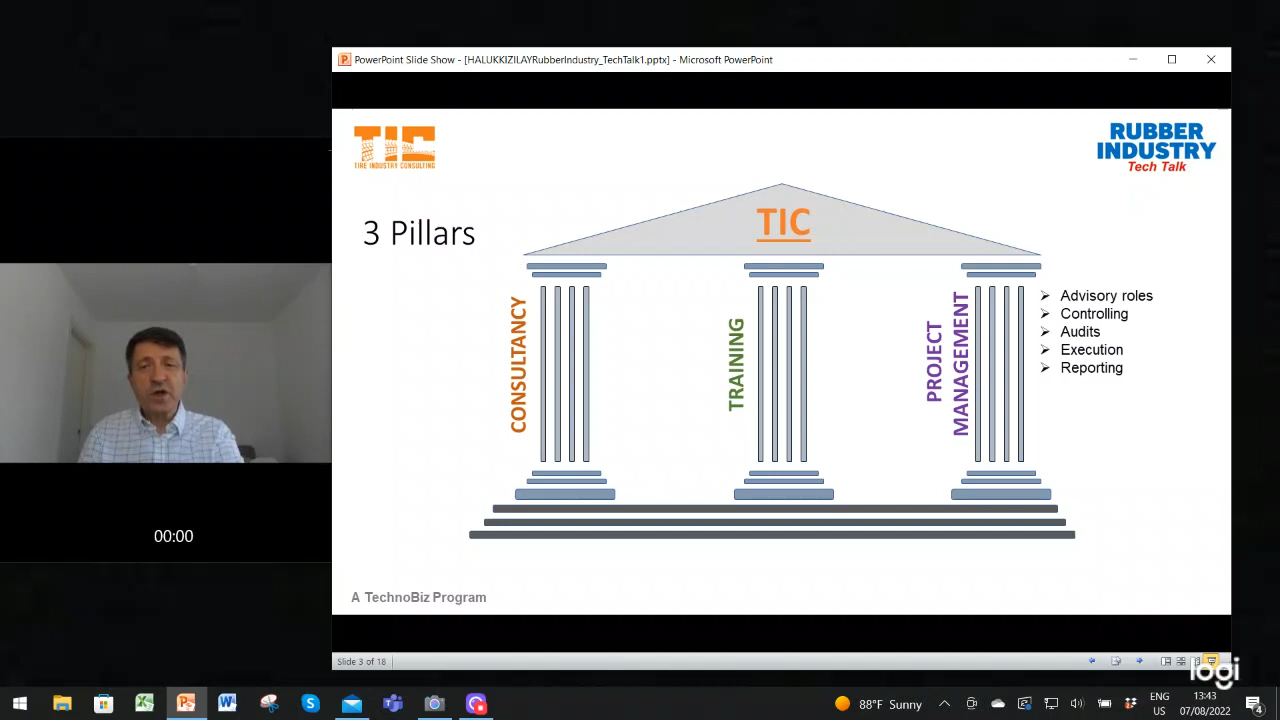 PowerPoint Slide Show - [HALUKKIZILAYRubberIndustry_TechTalk1.pptx] - Microsoft PowerPoint
TIC
TIRE INDUSTRY CONSULTING
RUBBER
INDUSTRY
Tech Talk
3 Pillars
TIC
CONSULTANCY
TRAINING
PROJECT
MANAGEMENT
Advisory roles
Controlling
Audits
Execution
Reporting
00:00
A TechnoBiz Program
Slide 3 of 18
logi
88°F Sunny
ENG
US
13:43
07/08/2022
4